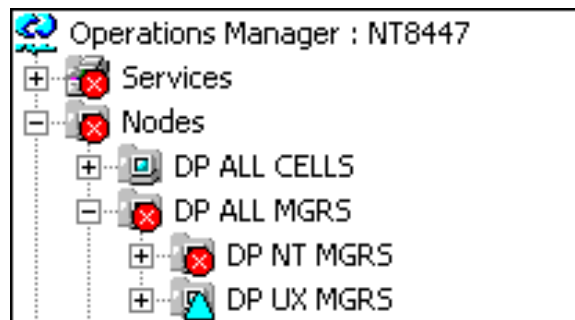 Operations Manager : NT8447
Services
Nodes
DP ALL CELLS
DP ALL MGRS
DP NT MGRS
DP UX MGRS